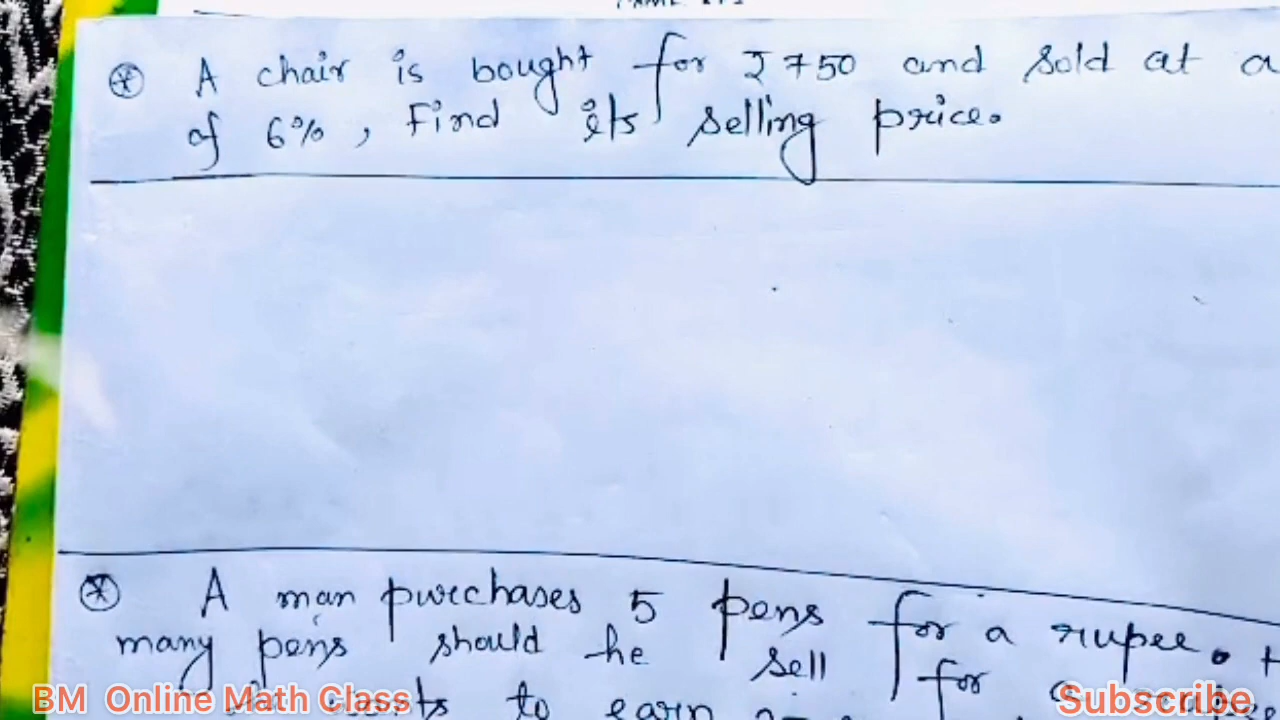 ⊛ A chair is bought for ₹750 and sold at a
of 6%, Find its selling price.
⊛ A man purchases 5 pens for a rupee.
many pens should he sell for a
to earn
BM Online Math Class
Subscribe